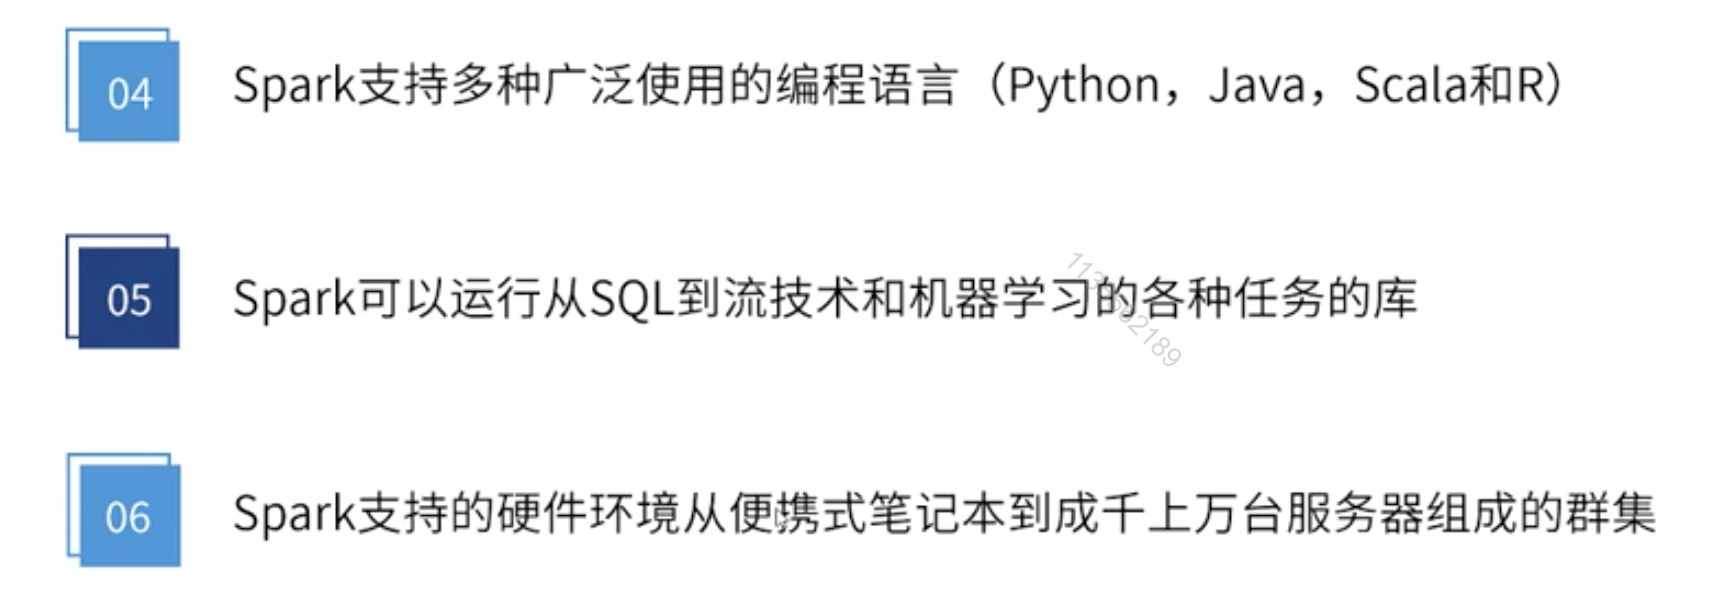 04
Spark支持多种广泛使用的编程语言（Python，Java，Scala和R）
05
Spark可以运行从SQL到流技术和机器学习的各种任务的库
06
Spark支持的硬件环境从便携式笔记本到成千上万台服务器组成的群集